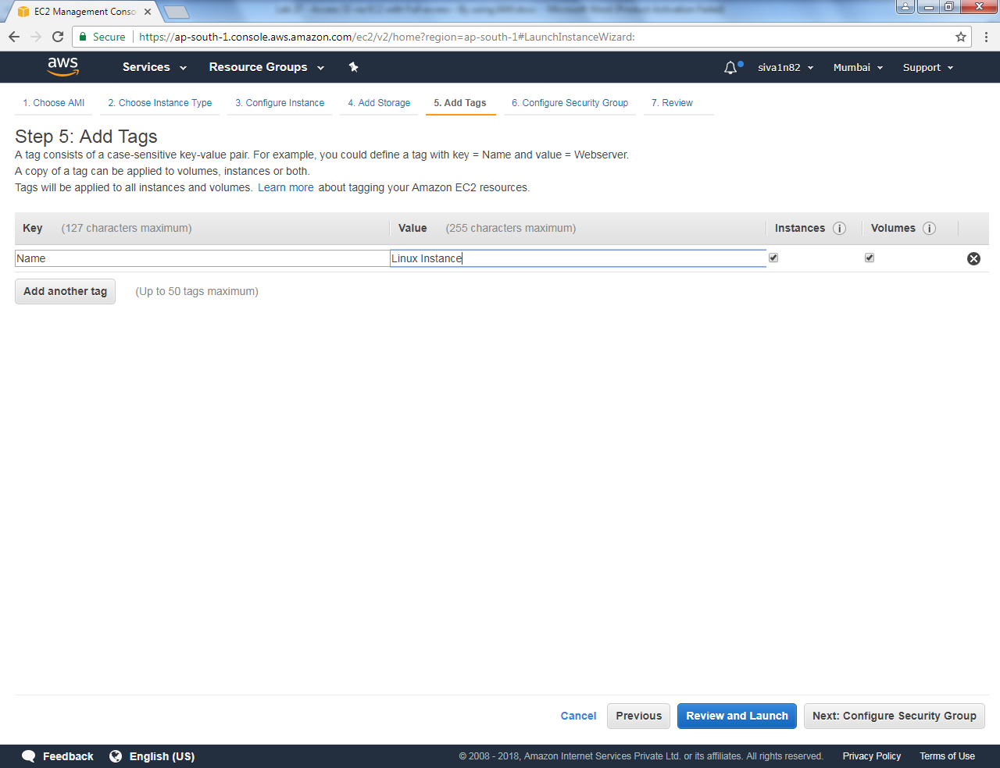 EC2 Management Conso
Secure https://ap-south-1.console.aws.amazon.com/ec2/v2/home?region=ap-south-1#LaunchInstanceWizard:
aws Services Resource Groups siva1n82 Mumbai Support
1. Choose AMI 2. Choose Instance Type 3. Configure Instance 4. Add Storage 5. Add Tags 6. Configure Security Group 7. Review
Step 5: Add Tags
A tag consists of a case-sensitive key-value pair. For example, you could define a tag with key = Name and value = Webserver.
A copy of a tag can be applied to volumes, instances or both.
Tags will be applied to all instances and volumes. Learn more about tagging your Amazon EC2 resources.
Key (127 characters maximum) Value (255 characters maximum) Instances i Volumes i
Name Linux Instance
Add another tag (Up to 50 tags maximum)
Cancel Previous Review and Launch Next: Configure Security Group
Feedback English (US) © 2008 - 2018, Amazon Internet Services Private Ltd. or its affiliates. All rights reserved. Privacy Policy Terms of Use